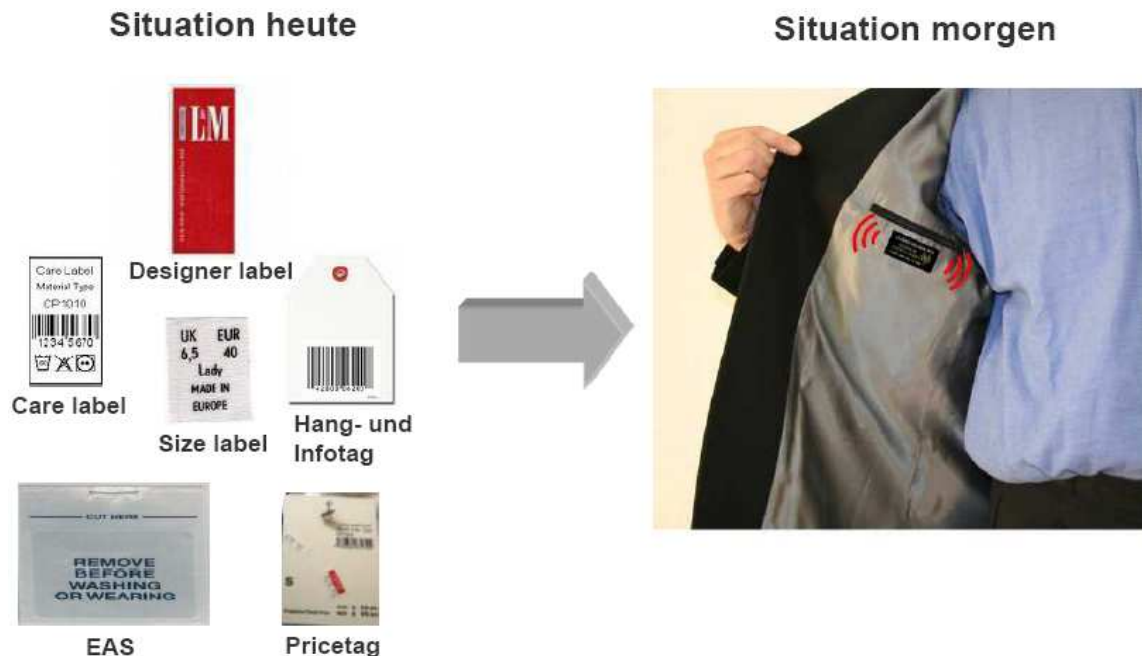 Situation heute
Situation morgen
L&M
Designer label
Care Label
Material Type
CP1010
1234 5670
Care label
UK EUR
6,5 40
Lady
MADE IN
EUROPE
Size label
Hang- und
Infotag
CUT HERE
REMOVE
BEFORE
WASHING
OR WEARING
EAS
Pricetag